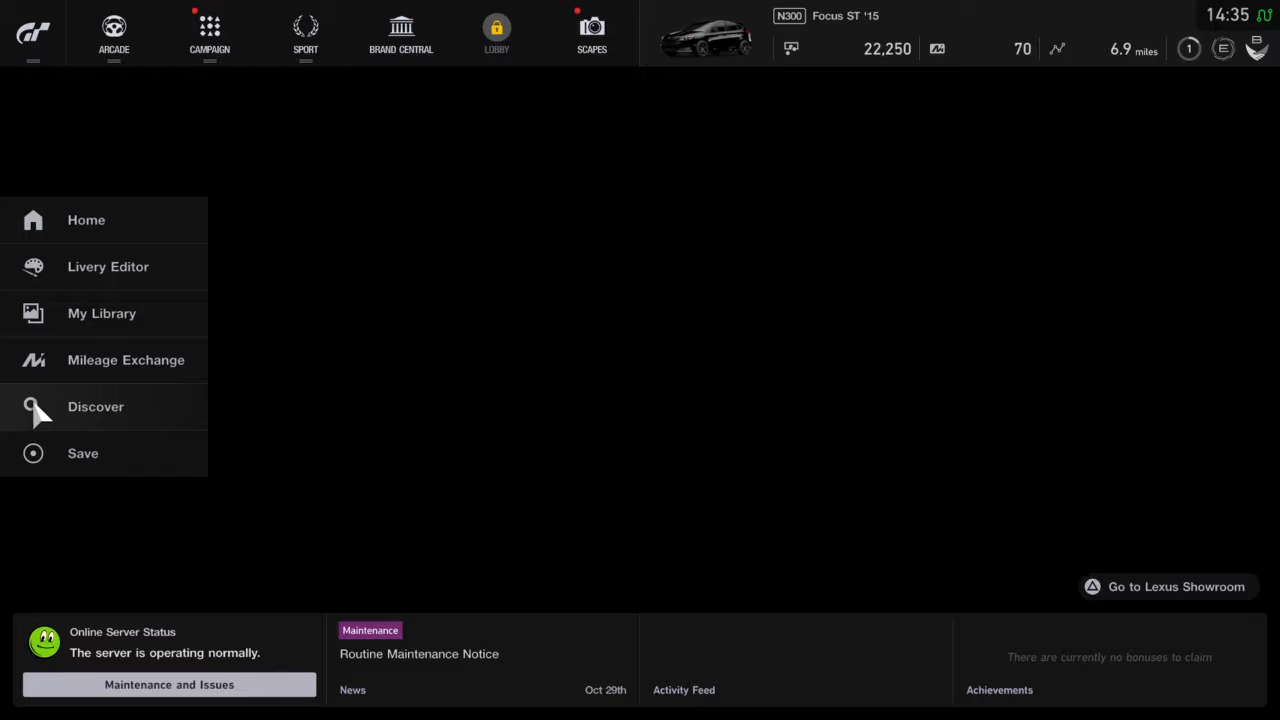 ARCADE
CAMPAIGN
SPORT
BRAND CENTRAL
LOBBY
SCAPES
N300 Focus ST '15
22,250
70
6.9 miles
1
E
B
14:35
Home
Livery Editor
My Library
Mileage Exchange
Discover
Save
Go to Lexus Showroom
Online Server Status
The server is operating normally.
Maintenance and Issues
Maintenance
Routine Maintenance Notice
News Oct 29th
Activity Feed
There are currently no bonuses to claim
Achievements